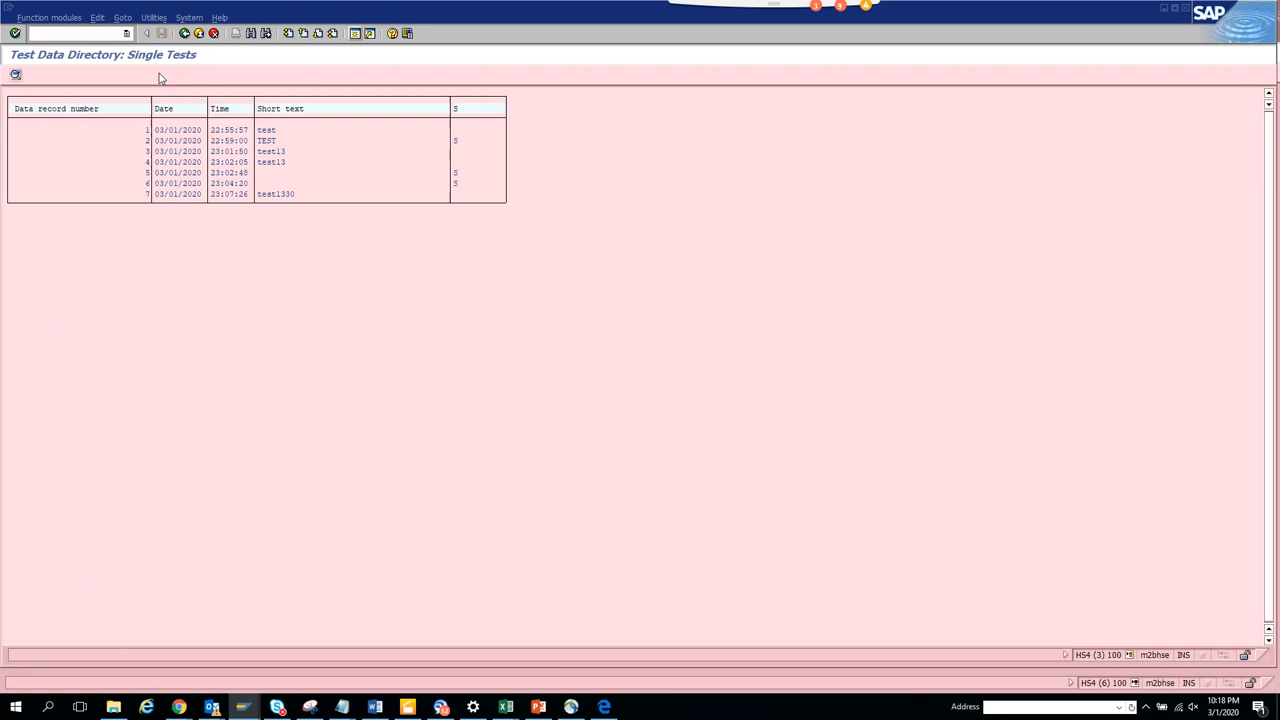 3 9
Function modules Edit Goto Utilities System Help
SAP
Test Data Directory: Single Tests
Data record number Date Time Short text S
1 03/01/2020 22:55:57 test
2 03/01/2020 22:59:00 TEST S
3 03/01/2020 23:01:50 test13
4 03/01/2020 23:02:05 test13
5 03/01/2020 23:02:48 S
6 03/01/2020 23:04:20 S
7 03/01/2020 23:07:26 test1330
HS4 (3) 100 m2bhse INS
HS4 (6) 100 m2bhse INS
Address
10:18 PM
3/1/2020